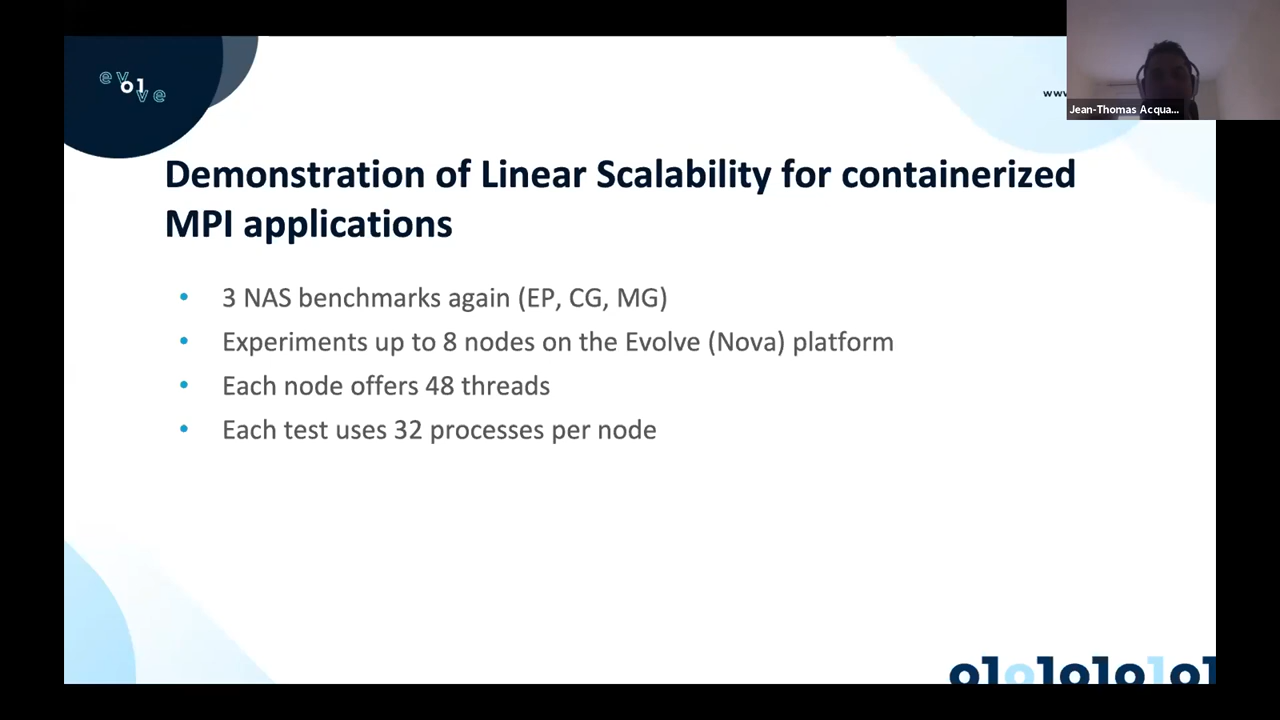 evolve
www
Jean-Thomas Acqua...
Demonstration of Linear Scalability for containerized
MPI applications
• 3 NAS benchmarks again (EP, CG, MG)
• Experiments up to 8 nodes on the Evolve (Nova) platform
• Each node offers 48 threads
• Each test uses 32 processes per node
o1o1o1o1o1